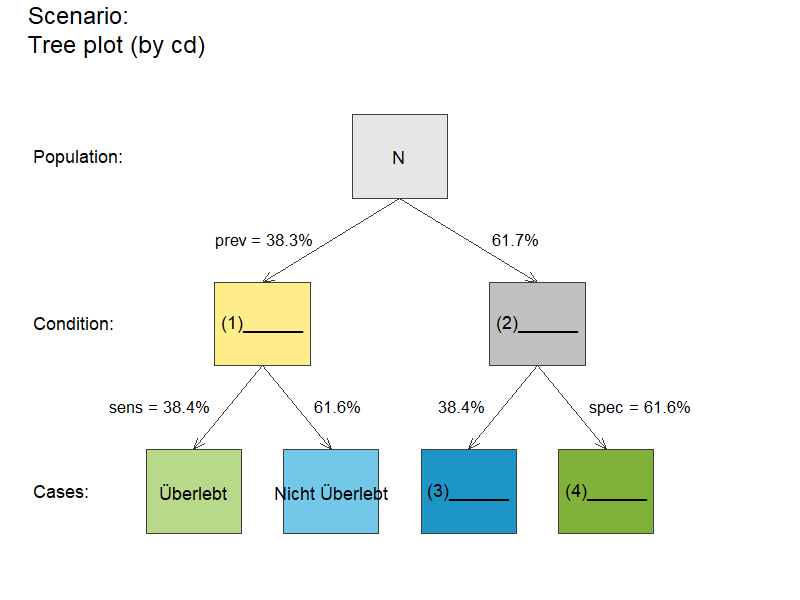 Scenario:
Tree plot (by cd)
Population:
N
prev = 38.3%
61.7%
Condition:
(1)______
(2)______
sens = 38.4%
61.6%
38.4%
spec = 61.6%
Cases:
Überlebt
Nicht Überlebt
(3)______
(4)______